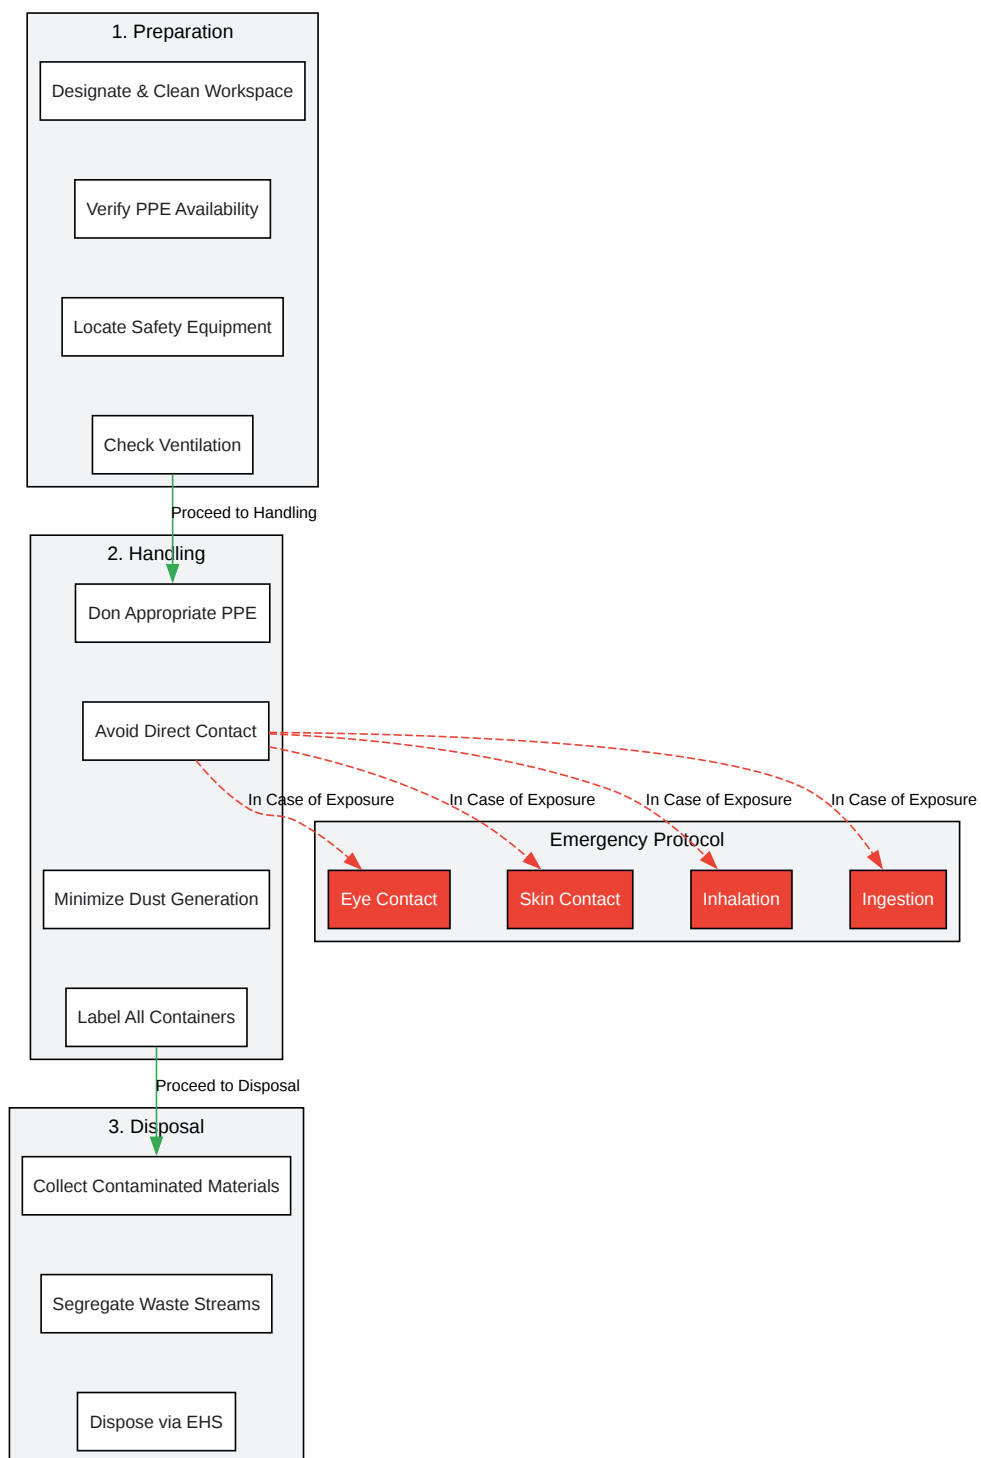 1. Preparation
Designate & Clean Workspace
Verify PPE Availability
Locate Safety Equipment
Check Ventilation
Proceed to Handling
2. Handling
Don Appropriate PPE
Avoid Direct Contact
In Case of Exposure
In Case of Exposure
In Case of Exposure
In Case of Exposure
Emergency Protocol
Eye Contact
Skin Contact
Inhalation
Ingestion
Minimize Dust Generation
Label All Containers
Proceed to Disposal
3. Disposal
Collect Contaminated Materials
Segregate Waste Streams
Dispose via EHS